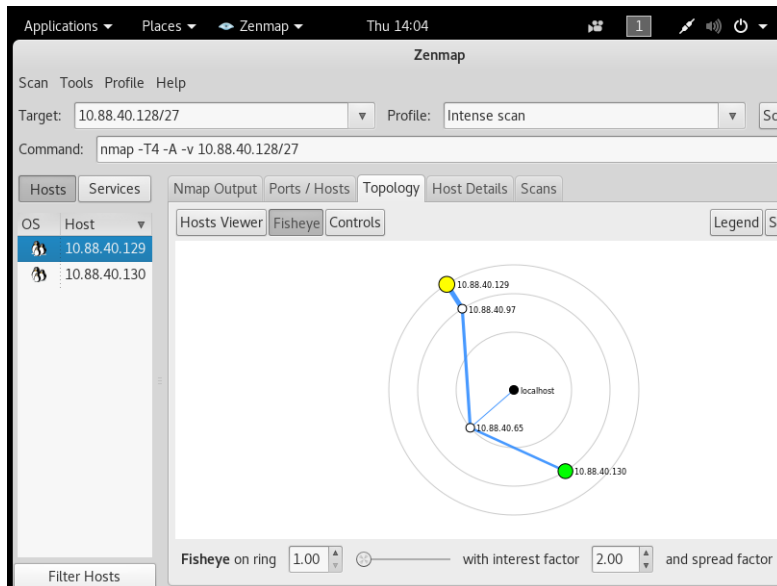 Applications Places Zenmap Thu 14:04 1
Zenmap
Scan Tools Profile Help
Target: 10.88.40.128/27 Profile: Intense scan
Command: nmap -T4 -A -v 10.88.40.128/27
Hosts Services
Nmap Output Ports / Hosts Topology Host Details Scans
OS Host
10.88.40.129
10.88.40.130
Hosts Viewer Fisheye Controls Legend
10.88.40.129
10.88.40.97
localhost
10.88.40.65
10.88.40.130
Fisheye on ring 1.00 with interest factor 2.00 and spread factor
Filter Hosts